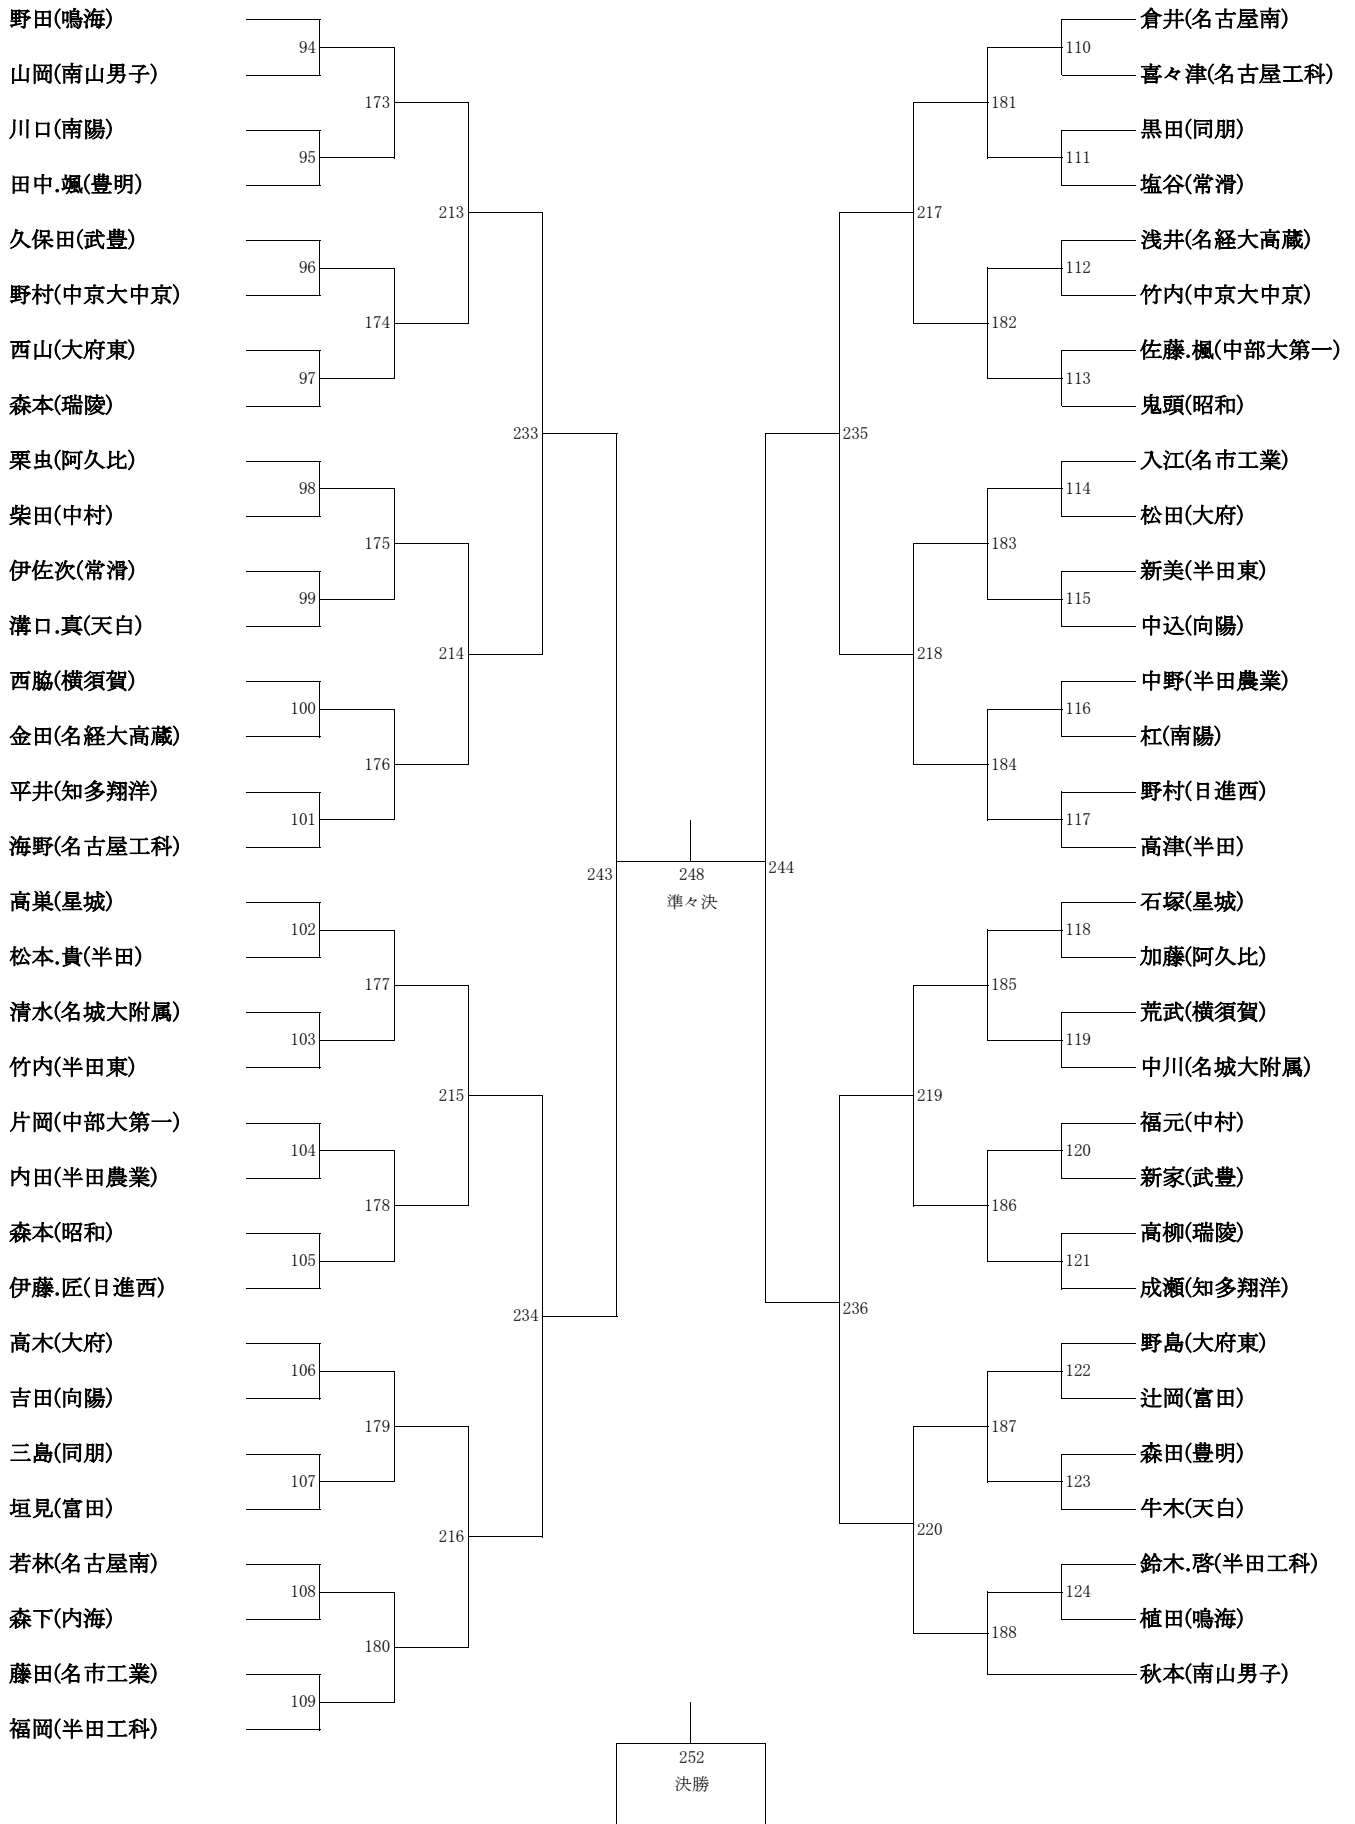 野田(鳴海)
94
山岡(南山男子)
173
川口(南陽)
95
田中.颯(豊明)
213
久保田(武豊)
96
野村(中京大中京)
174
西山(大府東)
97
森本(瑞陵)
233
栗虫(阿久比)
98
柴田(中村)
175
伊佐次(常滑)
99
溝口.真(天白)
214
西脇(横須賀)
100
金田(名経大高蔵)
176
平井(知多翔洋)
101
海野(名古屋工科)
243
高巣(星城)
102
松本.貴(半田)
177
清水(名城大附属)
103
竹内(半田東)
215
片岡(中部大第一)
104
内田(半田農業)
178
森本(昭和)
105
伊藤.匠(日進西)
234
高木(大府)
106
吉田(向陽)
179
三島(同朋)
107
垣見(富田)
216
若林(名古屋南)
108
森下(内海)
180
藤田(名市工業)
109
福岡(半田工科)
248
準々決
252
決勝
倉井(名古屋南)
110
喜々津(名古屋工科)
181
黒田(同朋)
111
塩谷(常滑)
217
浅井(名経大高蔵)
112
竹内(中京大中京)
182
佐藤.楓(中部大第一)
113
鬼頭(昭和)
235
入江(名市工業)
114
松田(大府)
183
新美(半田東)
115
中込(向陽)
218
中野(半田農業)
116
杠(南陽)
184
野村(日進西)
117
高津(半田)
244
石塚(星城)
118
加藤(阿久比)
185
荒武(横須賀)
119
中川(名城大附属)
219
福元(中村)
120
新家(武豊)
186
高柳(瑞陵)
121
成瀬(知多翔洋)
236
野島(大府東)
122
辻岡(富田)
187
森田(豊明)
123
牛木(天白)
220
鈴木.啓(半田工科)
124
植田(鳴海)
188
秋本(南山男子)